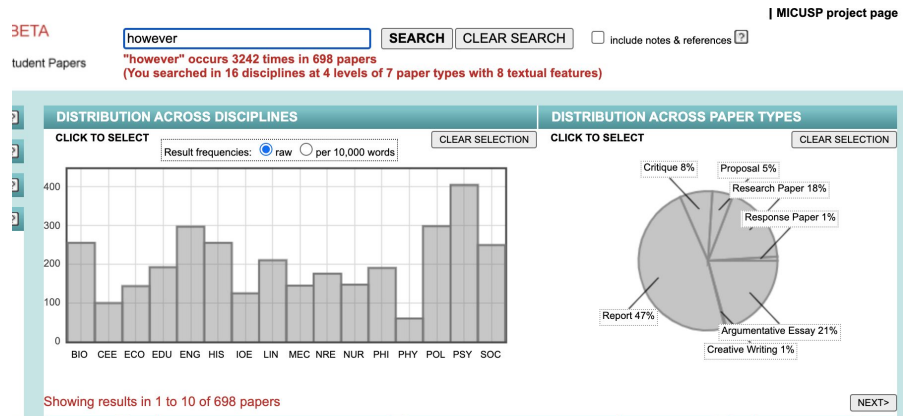 | MICUSP project page
BETA
however SEARCH CLEAR SEARCH include notes & references ?
tudent Papers
"however" occurs 3242 times in 698 papers
(You searched in 16 disciplines at 4 levels of 7 paper types with 8 textual features)
DISTRIBUTION ACROSS DISCIPLINES
CLICK TO SELECT
Result frequencies: raw per 10,000 words
CLEAR SELECTION
400
300
200
100
0
BIO CEE ECO EDU ENG HIS IOE LIN MEC NRE NUR PHI PHY POL PSY SOC
DISTRIBUTION ACROSS PAPER TYPES
CLICK TO SELECT
CLEAR SELECTION
Critique 8%
Proposal 5%
Research Paper 18%
Response Paper 1%
Report 47%
Argumentative Essay 21%
Creative Writing 1%
?
?
?
?
Showing results in 1 to 10 of 698 papers
NEXT>